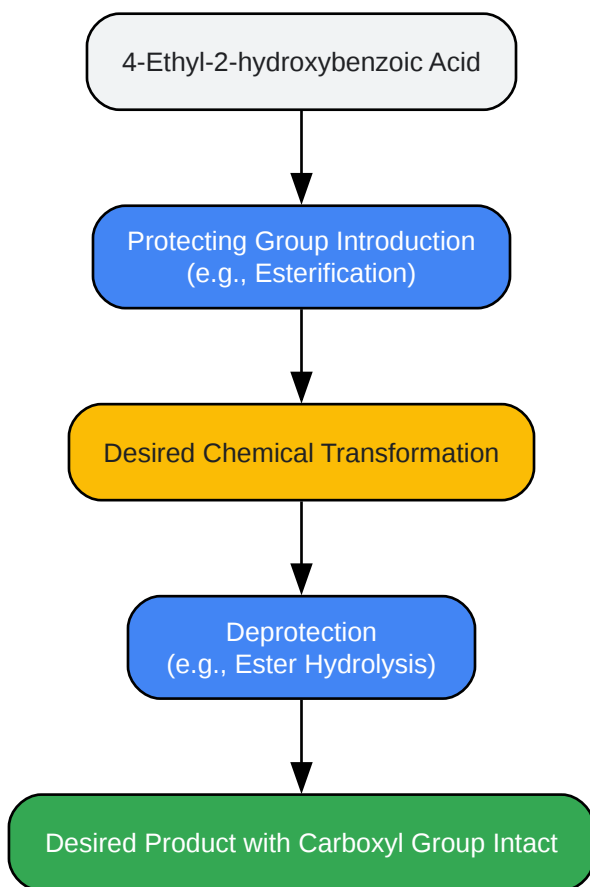 4-Ethyl-2-hydroxybenzoic Acid
Protecting Group Introduction
(e.g., Esterification)
Desired Chemical Transformation
Deprotection
(e.g., Ester Hydrolysis)
Desired Product with Carboxyl Group Intact